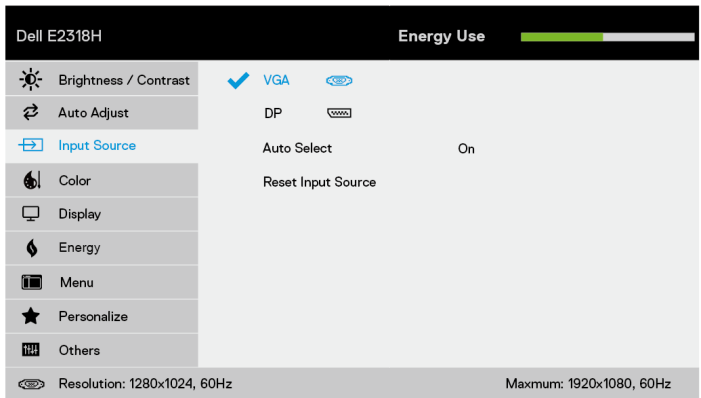 Dell E2318H
Energy Use
Brightness / Contrast
VGA
Auto Adjust
DP
Input Source
Auto Select On
Color
Reset Input Source
Display
Energy
Menu
Personalize
Others
Resolution: 1280x1024, 60Hz
Maxmum: 1920x1080, 60Hz